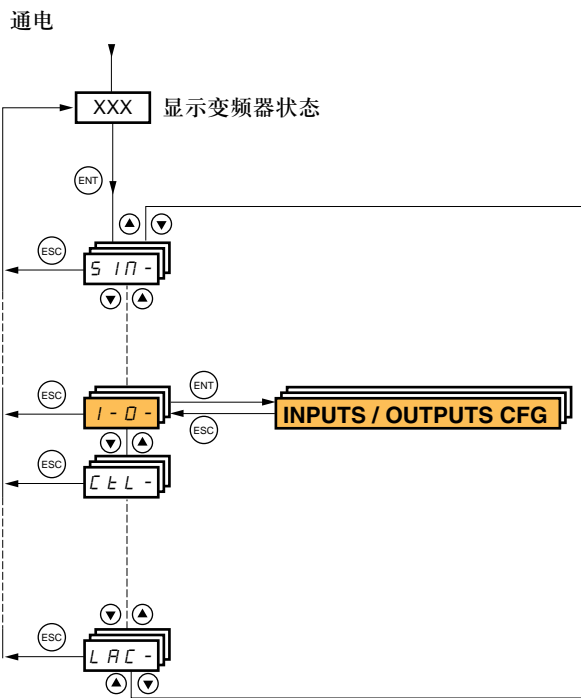 通电
XXX 显示变频器状态
ENT
ESC
SIM-
ESC
I-O-
ENT
ESC
INPUTS / OUTPUTS CFG
ESC
CtL-
ESC
LAC-